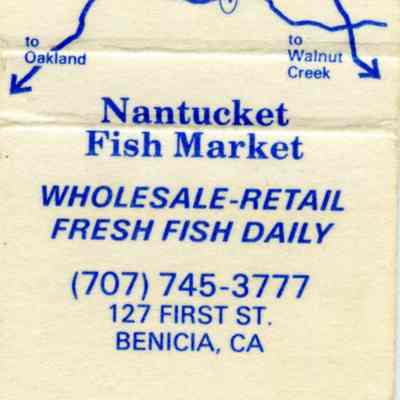 to
Oakland
to
Walnut
Creek
Nantucket
Fish Market
WHOLESALE-RETAIL
FRESH FISH DAILY
(707) 745-3777
127 FIRST ST.
BENICIA, CA